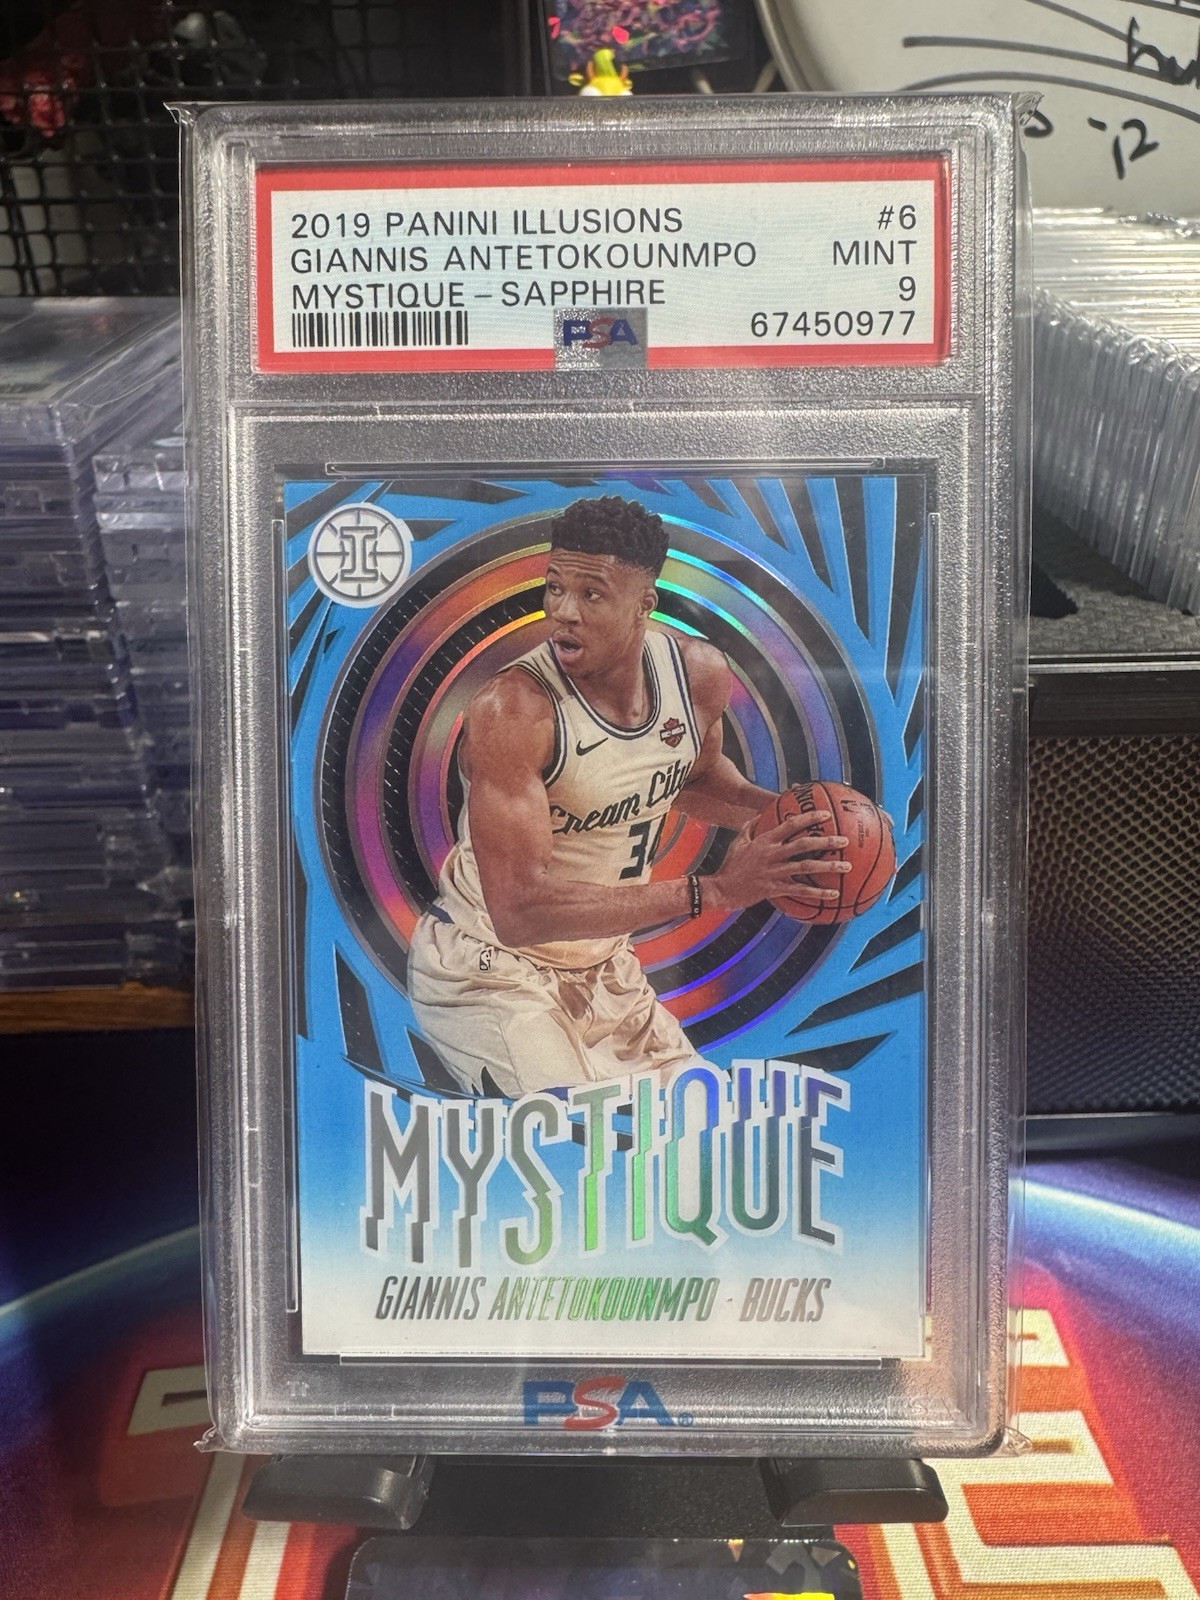 2019 PANINI ILLUSIONS #6
GIANNIS ANTETOKOUNMPO MINT
MYSTIQUE – SAPPHIRE 9
PSA 67450977
I
Cream City
34
MYSTIQUE
GIANNIS ANTETOKOUNMPO BUCKS
PSA®